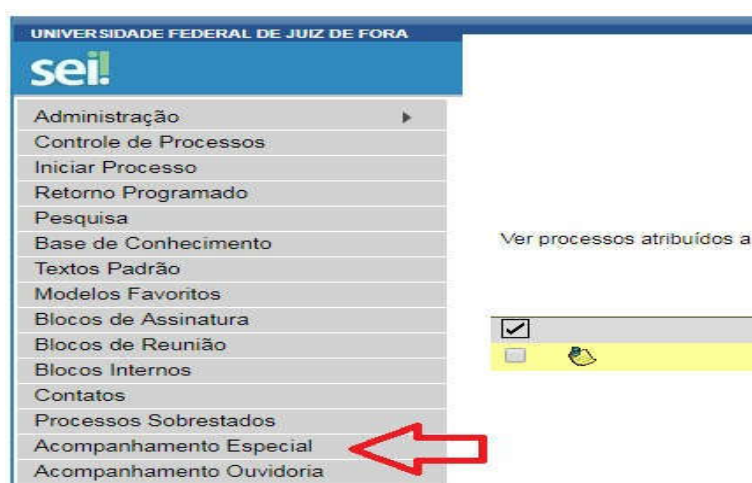 UNIVERSIDADE FEDERAL DE JUIZ DE FORA
sei!
Administração
Controle de Processos
Iniciar Processo
Retorno Programado
Pesquisa
Base de Conhecimento
Textos Padrão
Modelos Favoritos
Blocos de Assinatura
Blocos de Reunião
Blocos Internos
Contatos
Processos Sobrestados
Acompanhamento Especial
Acompanhamento Ouvidoria
Ver processos atribuídos a